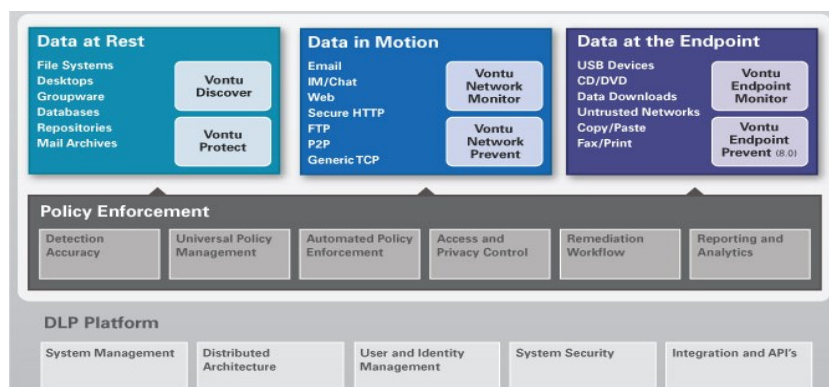 Data at Rest
File Systems
Desktops
Groupware
Databases
Repositories
Mail Archives
Vontu
Discover
Vontu
Protect
Data in Motion
Email
IM/Chat
Web
Secure HTTP
FTP
P2P
Generic TCP
Vontu
Network
Monitor
Vontu
Network
Prevent
Data at the Endpoint
USB Devices
CD/DVD
Data Downloads
Untrusted Networks
Copy/Paste
Fax/Print
Vontu
Endpoint
Monitor
Vontu
Endpoint
Prevent (8.0)
Policy Enforcement
Detection
Accuracy
Universal Policy
Management
Automated Policy
Enforcement
Access and
Privacy Control
Remediation
Workflow
Reporting and
Analytics
DLP Platform
System Management
Distributed
Architecture
User and Identity
Management
System Security
Integration and API's